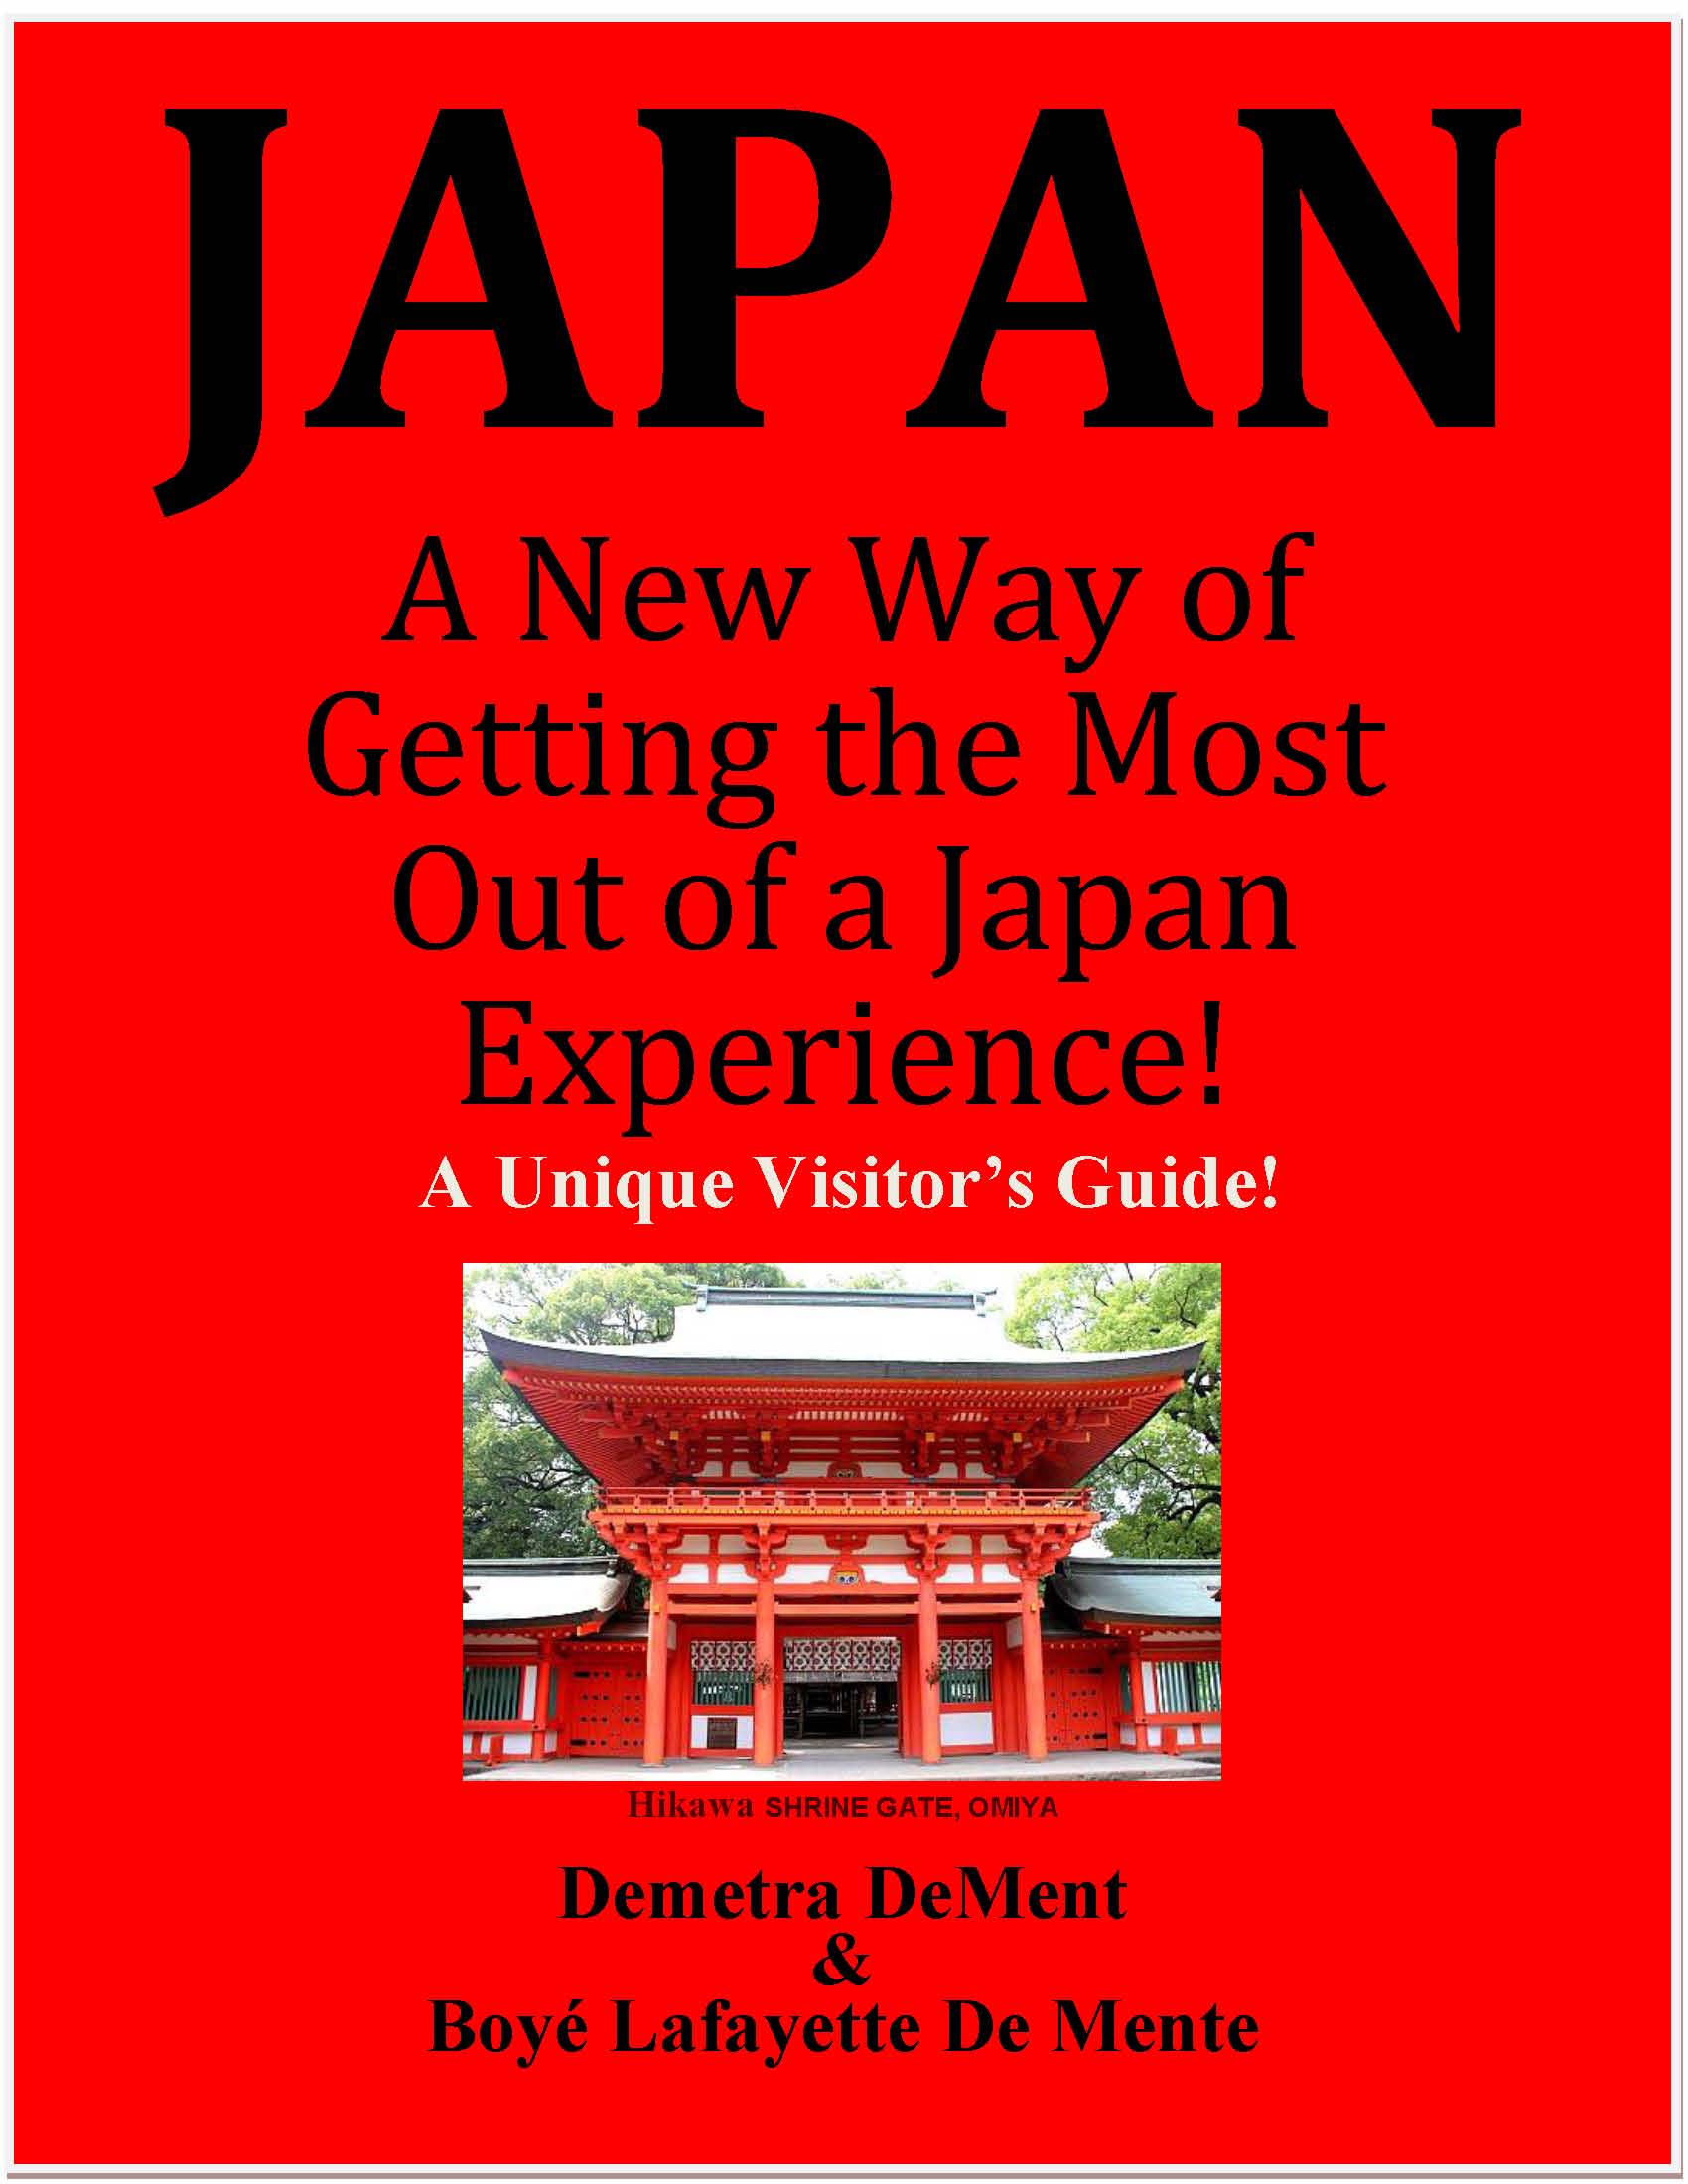 JAPAN
A New Way of
Getting the Most
Out of a Japan
Experience!
A Unique Visitor’s Guide!
Hikawa SHRINE GATE, OMIYA
Demetra DeMent
&
Boyé Lafayette De Mente